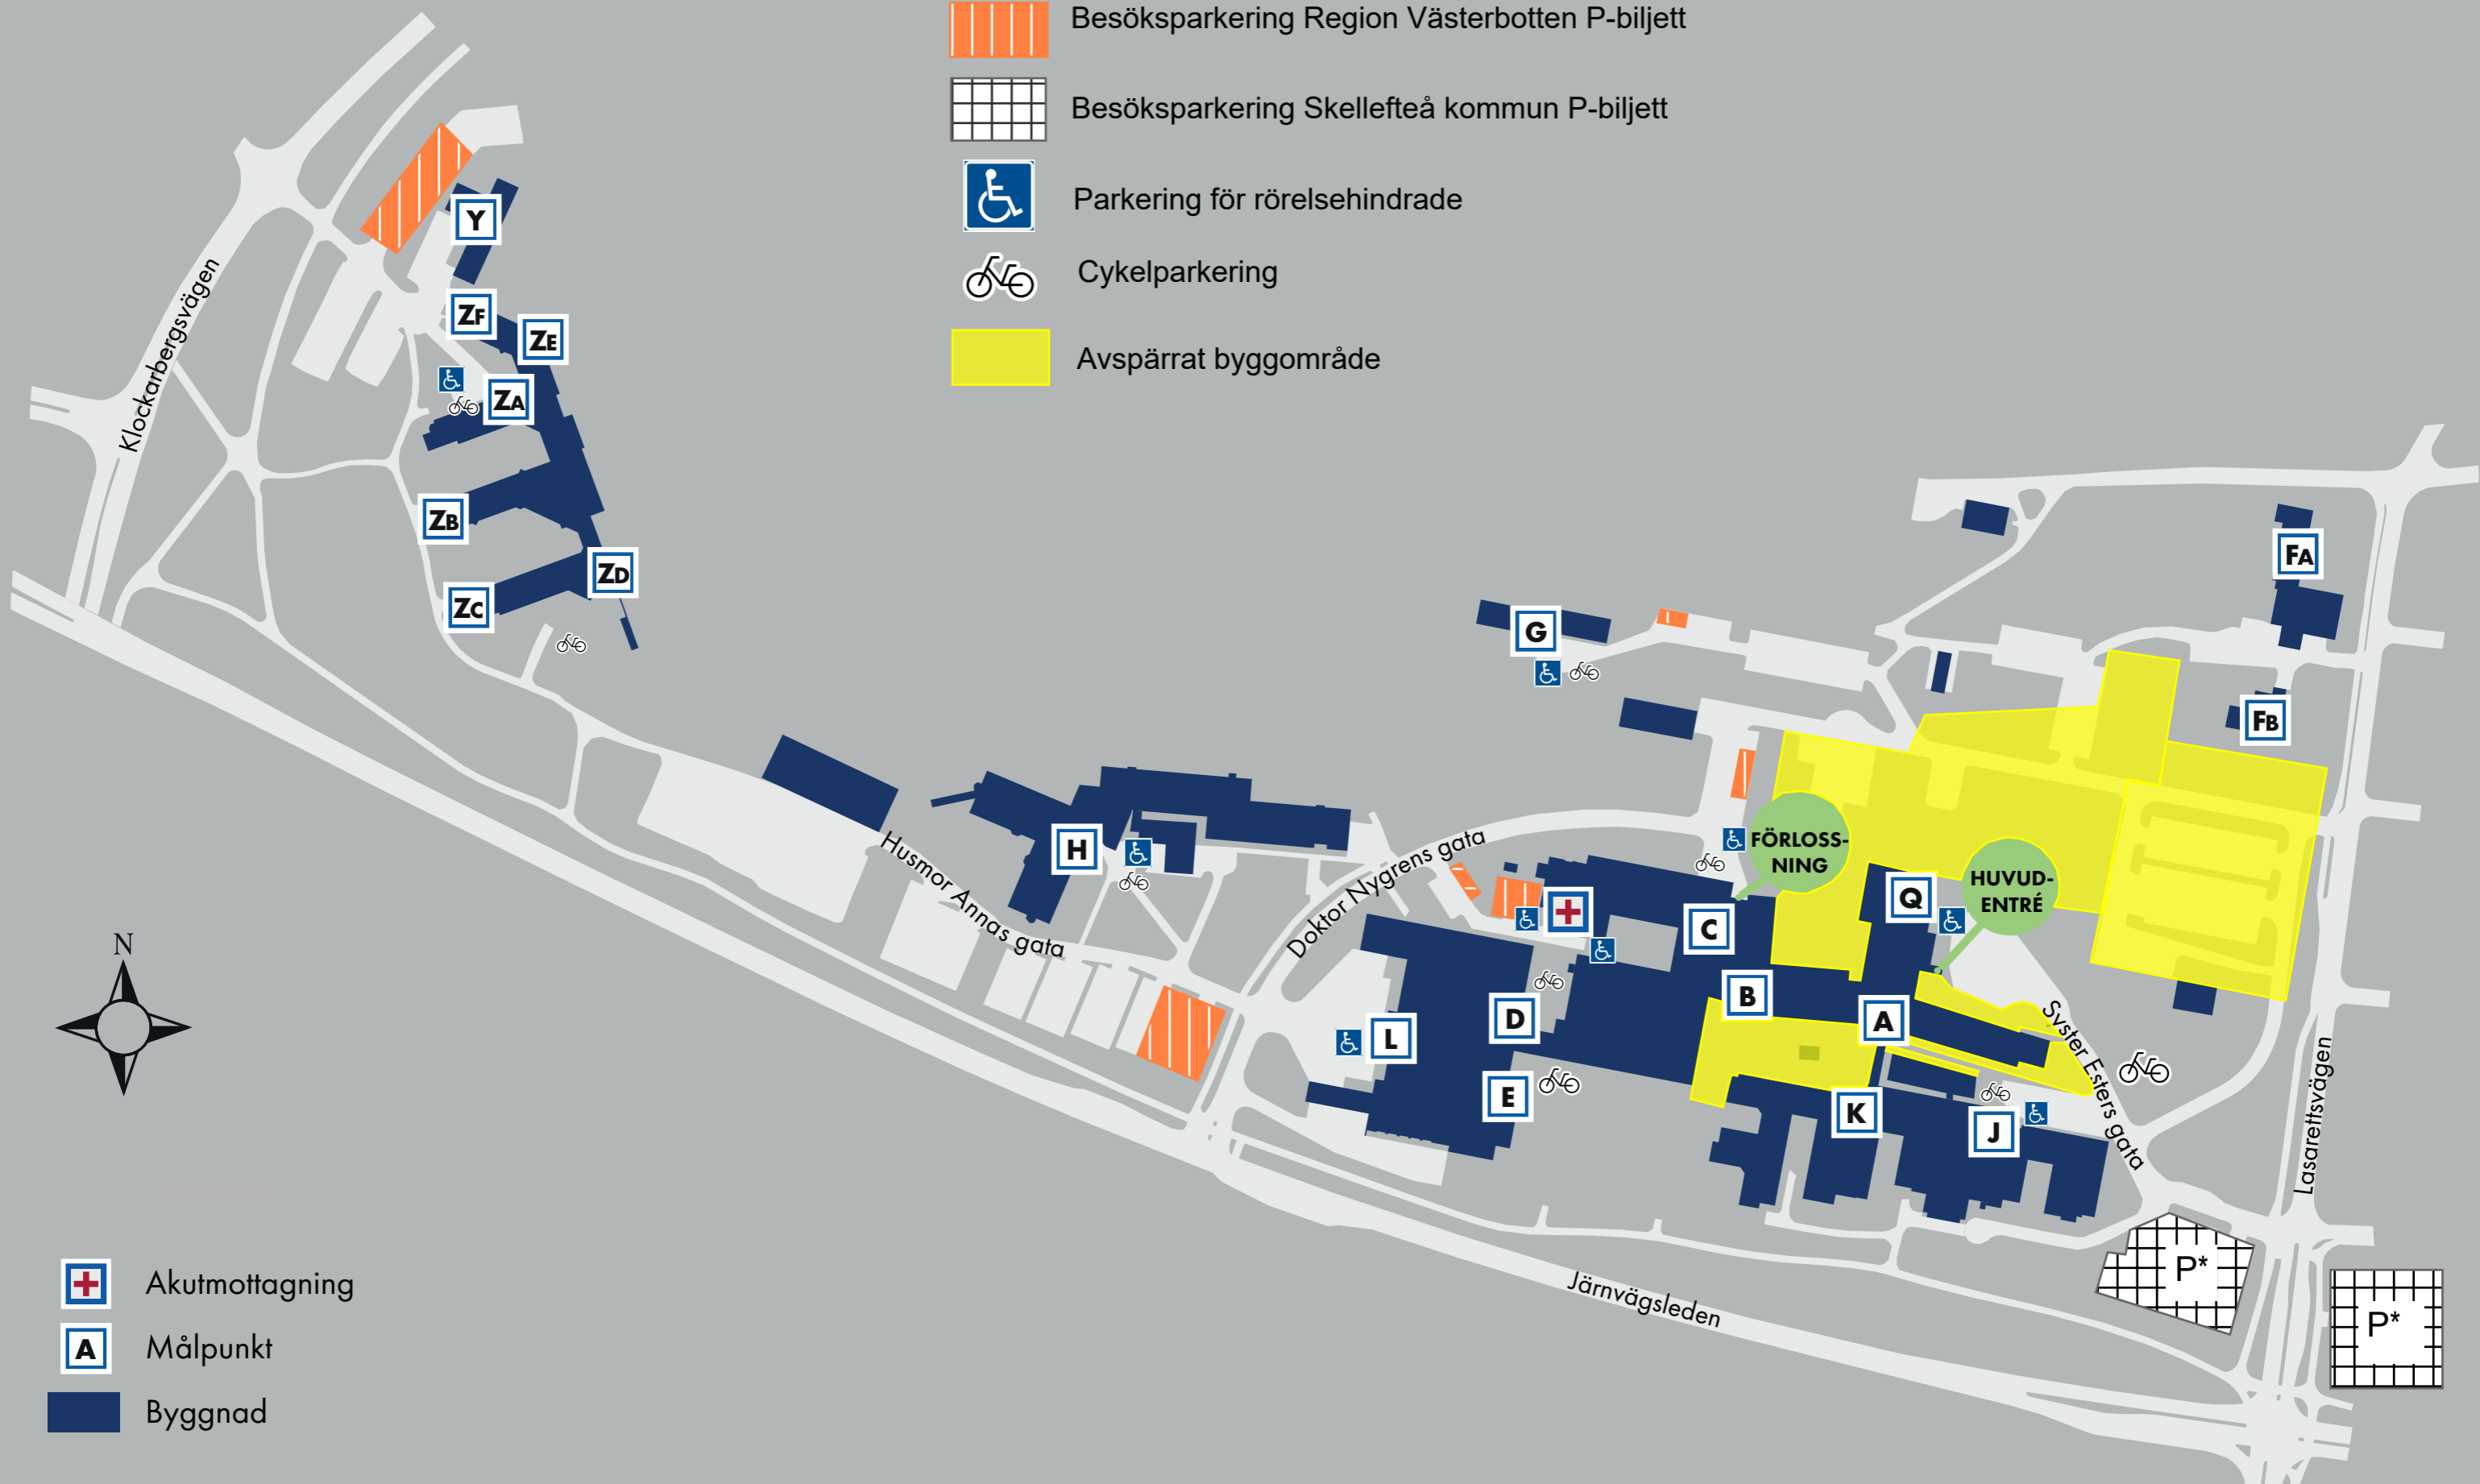 Besöksparkering Region Västerbotten P-biljett
Besöksparkering Skellefteå kommun P-biljett
Parkering för rörelsehindrade
Cykelparkering
Avspärrat byggområde
Y
ZF
ZE
ZA
ZB
ZD
ZC
Klockarbergsvägen
FA
G
FB
H
Husmor Annas gata
Doktor Nygrens gata
FÖRLOSS-
NING
HUVUD-
ENTRÉ
Q
C
B
A
D
L
E
K
J
Syster Esters gata
Lasarettsvägen
Järnvägsleden
P*
P*
N
Akutmottagning
A
Målpunkt
Byggnad